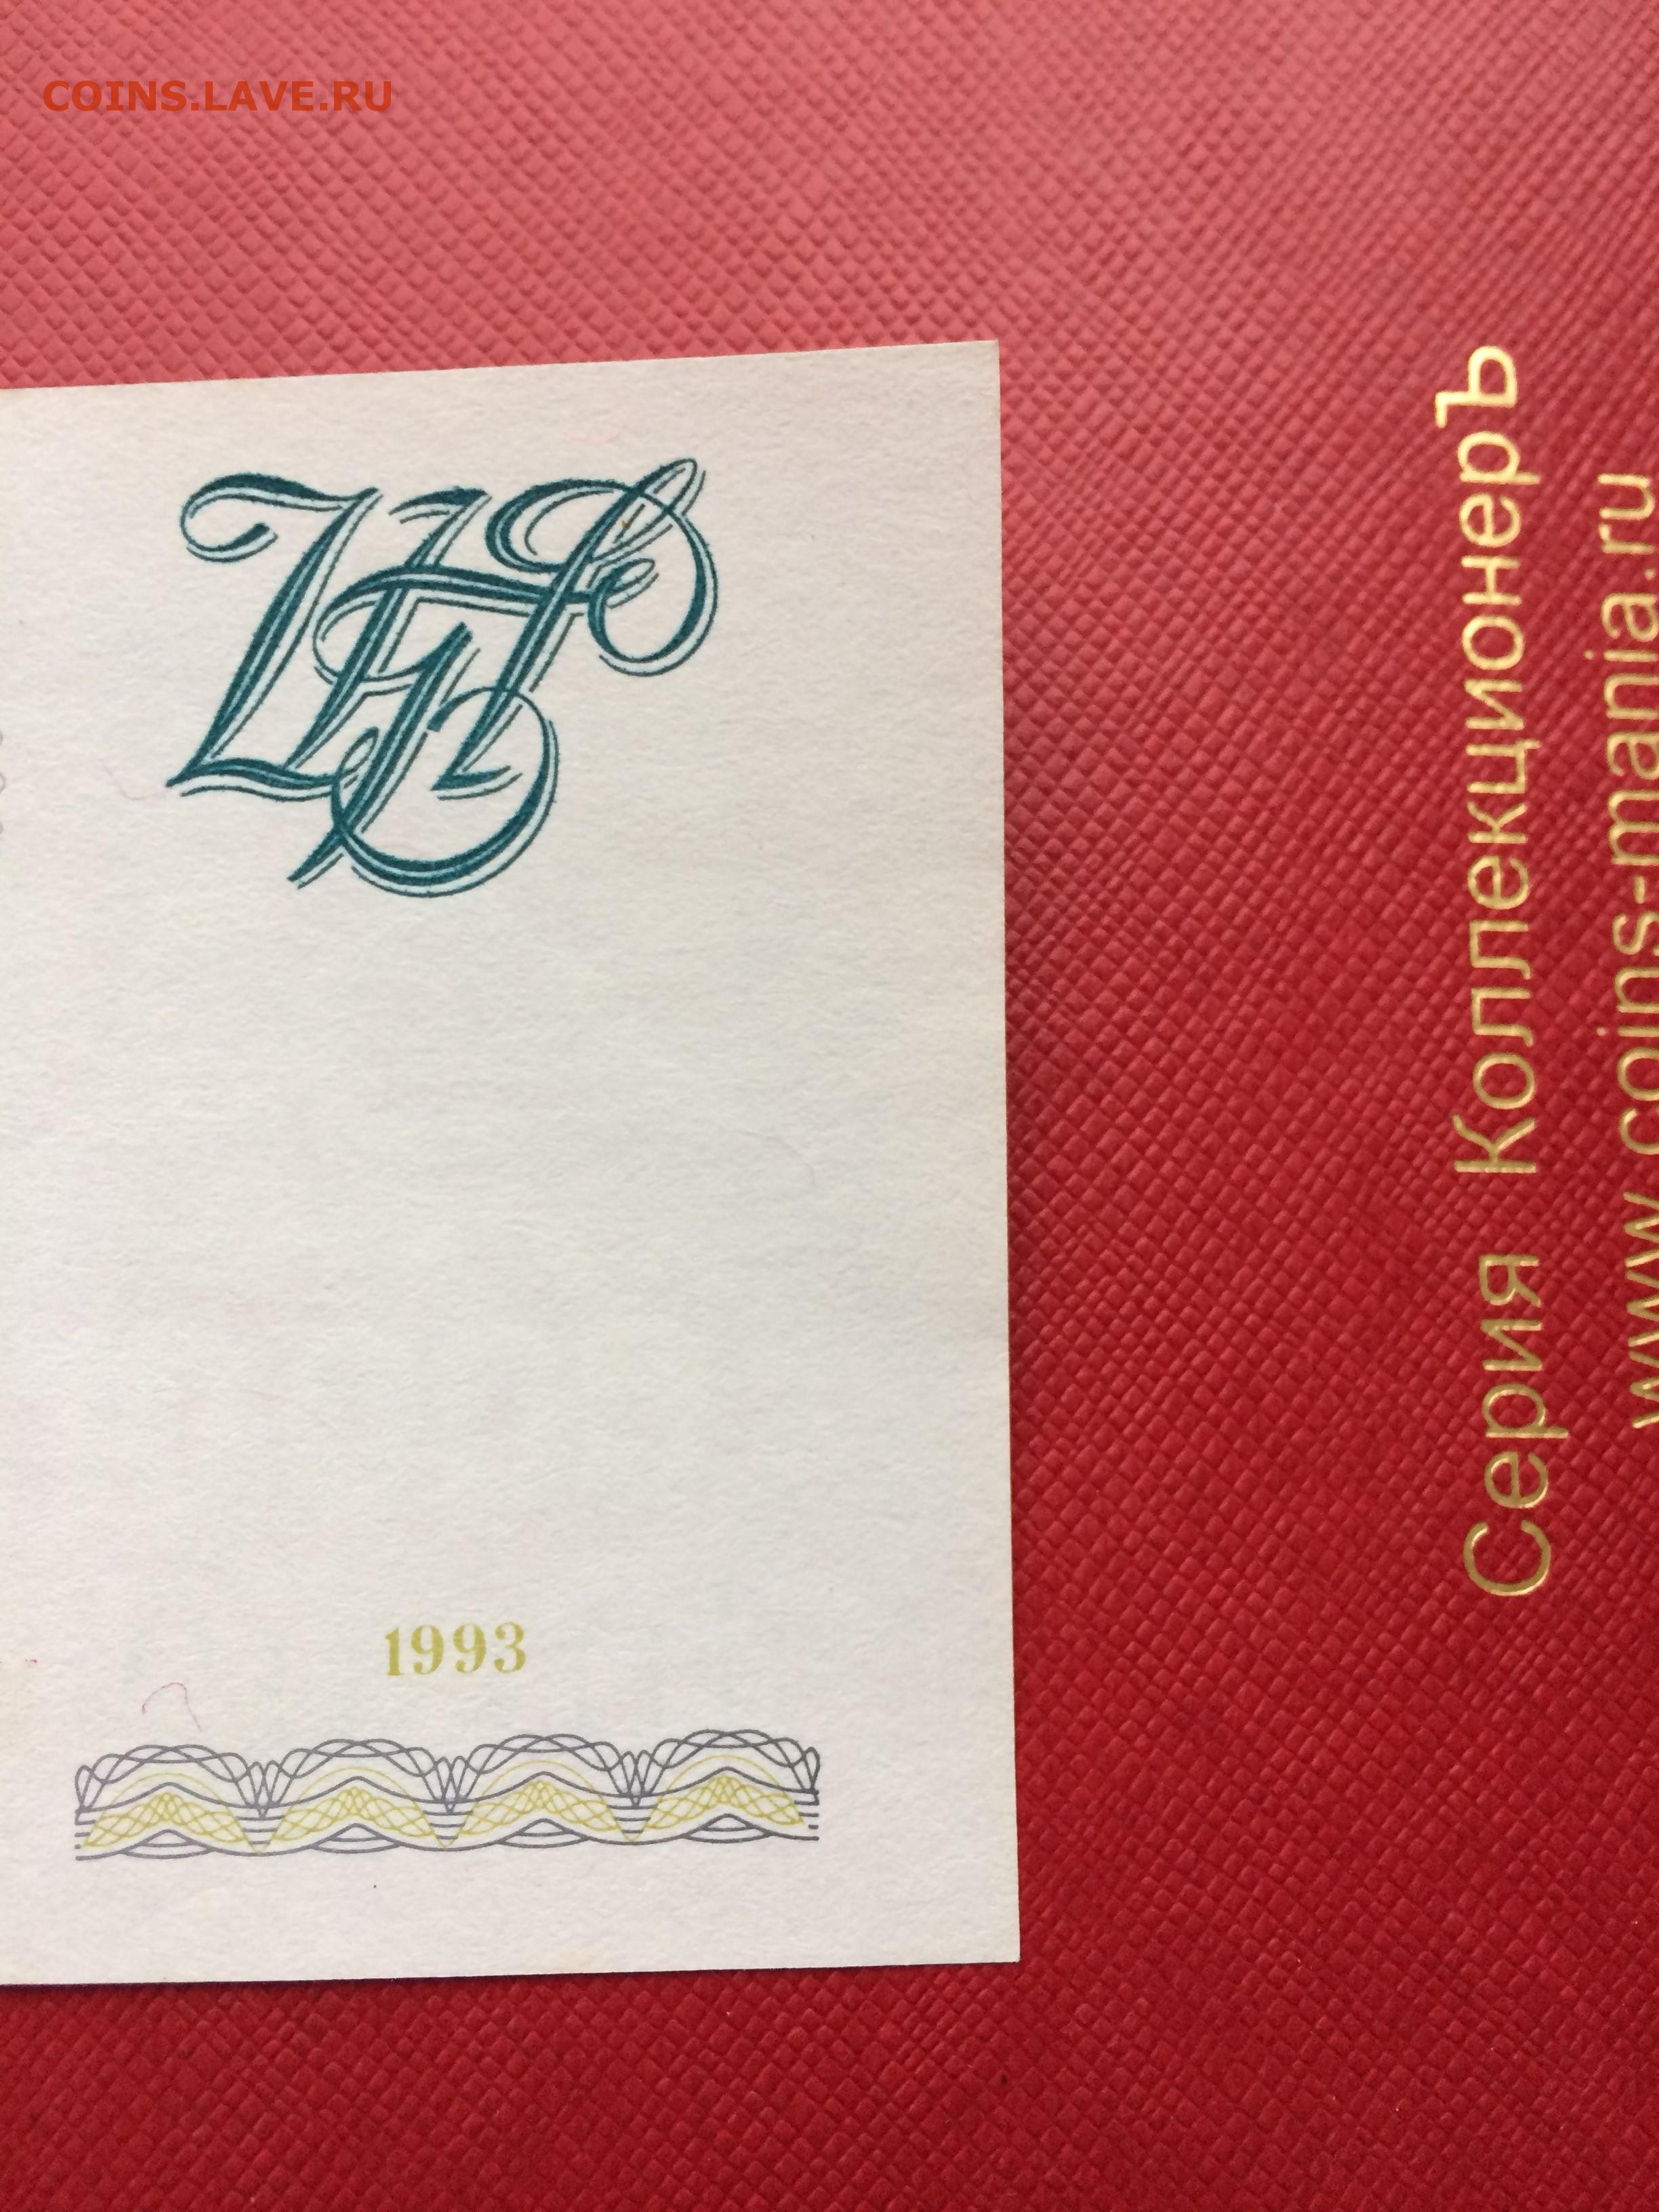 COINS.LAVE.RU
1993
Серия КоллекционерЪ
www.coins-mania.ru